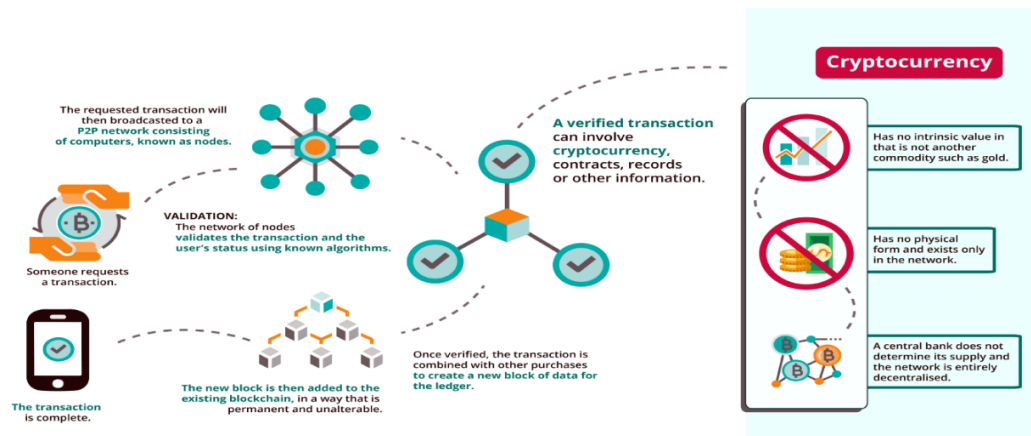 The requested transaction will
then broadcasted to a
P2P network consisting
of computers, known as nodes.
Someone requests
a transaction.
VALIDATION:
The network of nodes
validates the transaction and the
user's status using known algorithms.
A verified transaction
can involve
cryptocurrency,
contracts, records
or other information.
Once verified, the transaction is
combined with other purchases
to create a new block of data for
the ledger.
The new block is then added to the
existing blockchain, in a way that is
permanent and unalterable.
The transaction
is complete.
Cryptocurrency
Has no intrinsic value in
that is not another
commodity such as gold.
Has no physical
form and exists only
in the network.
A central bank does not
determine its supply and
the network is entirely
decentralised.